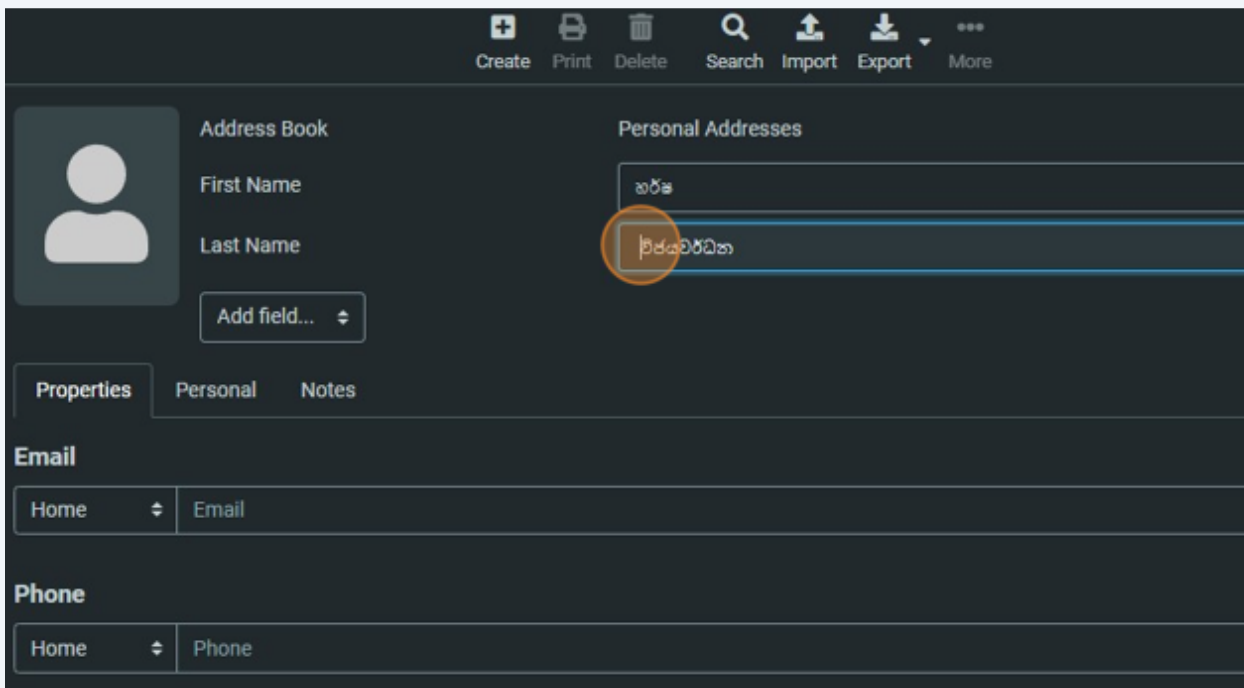 Create Print Delete Search Import Export More
Address Book Personal Addresses
First Name හර්ෂ
Last Name විජයවර්ධන
Add field...
Properties Personal Notes
Email
Home Email
Phone
Home Phone